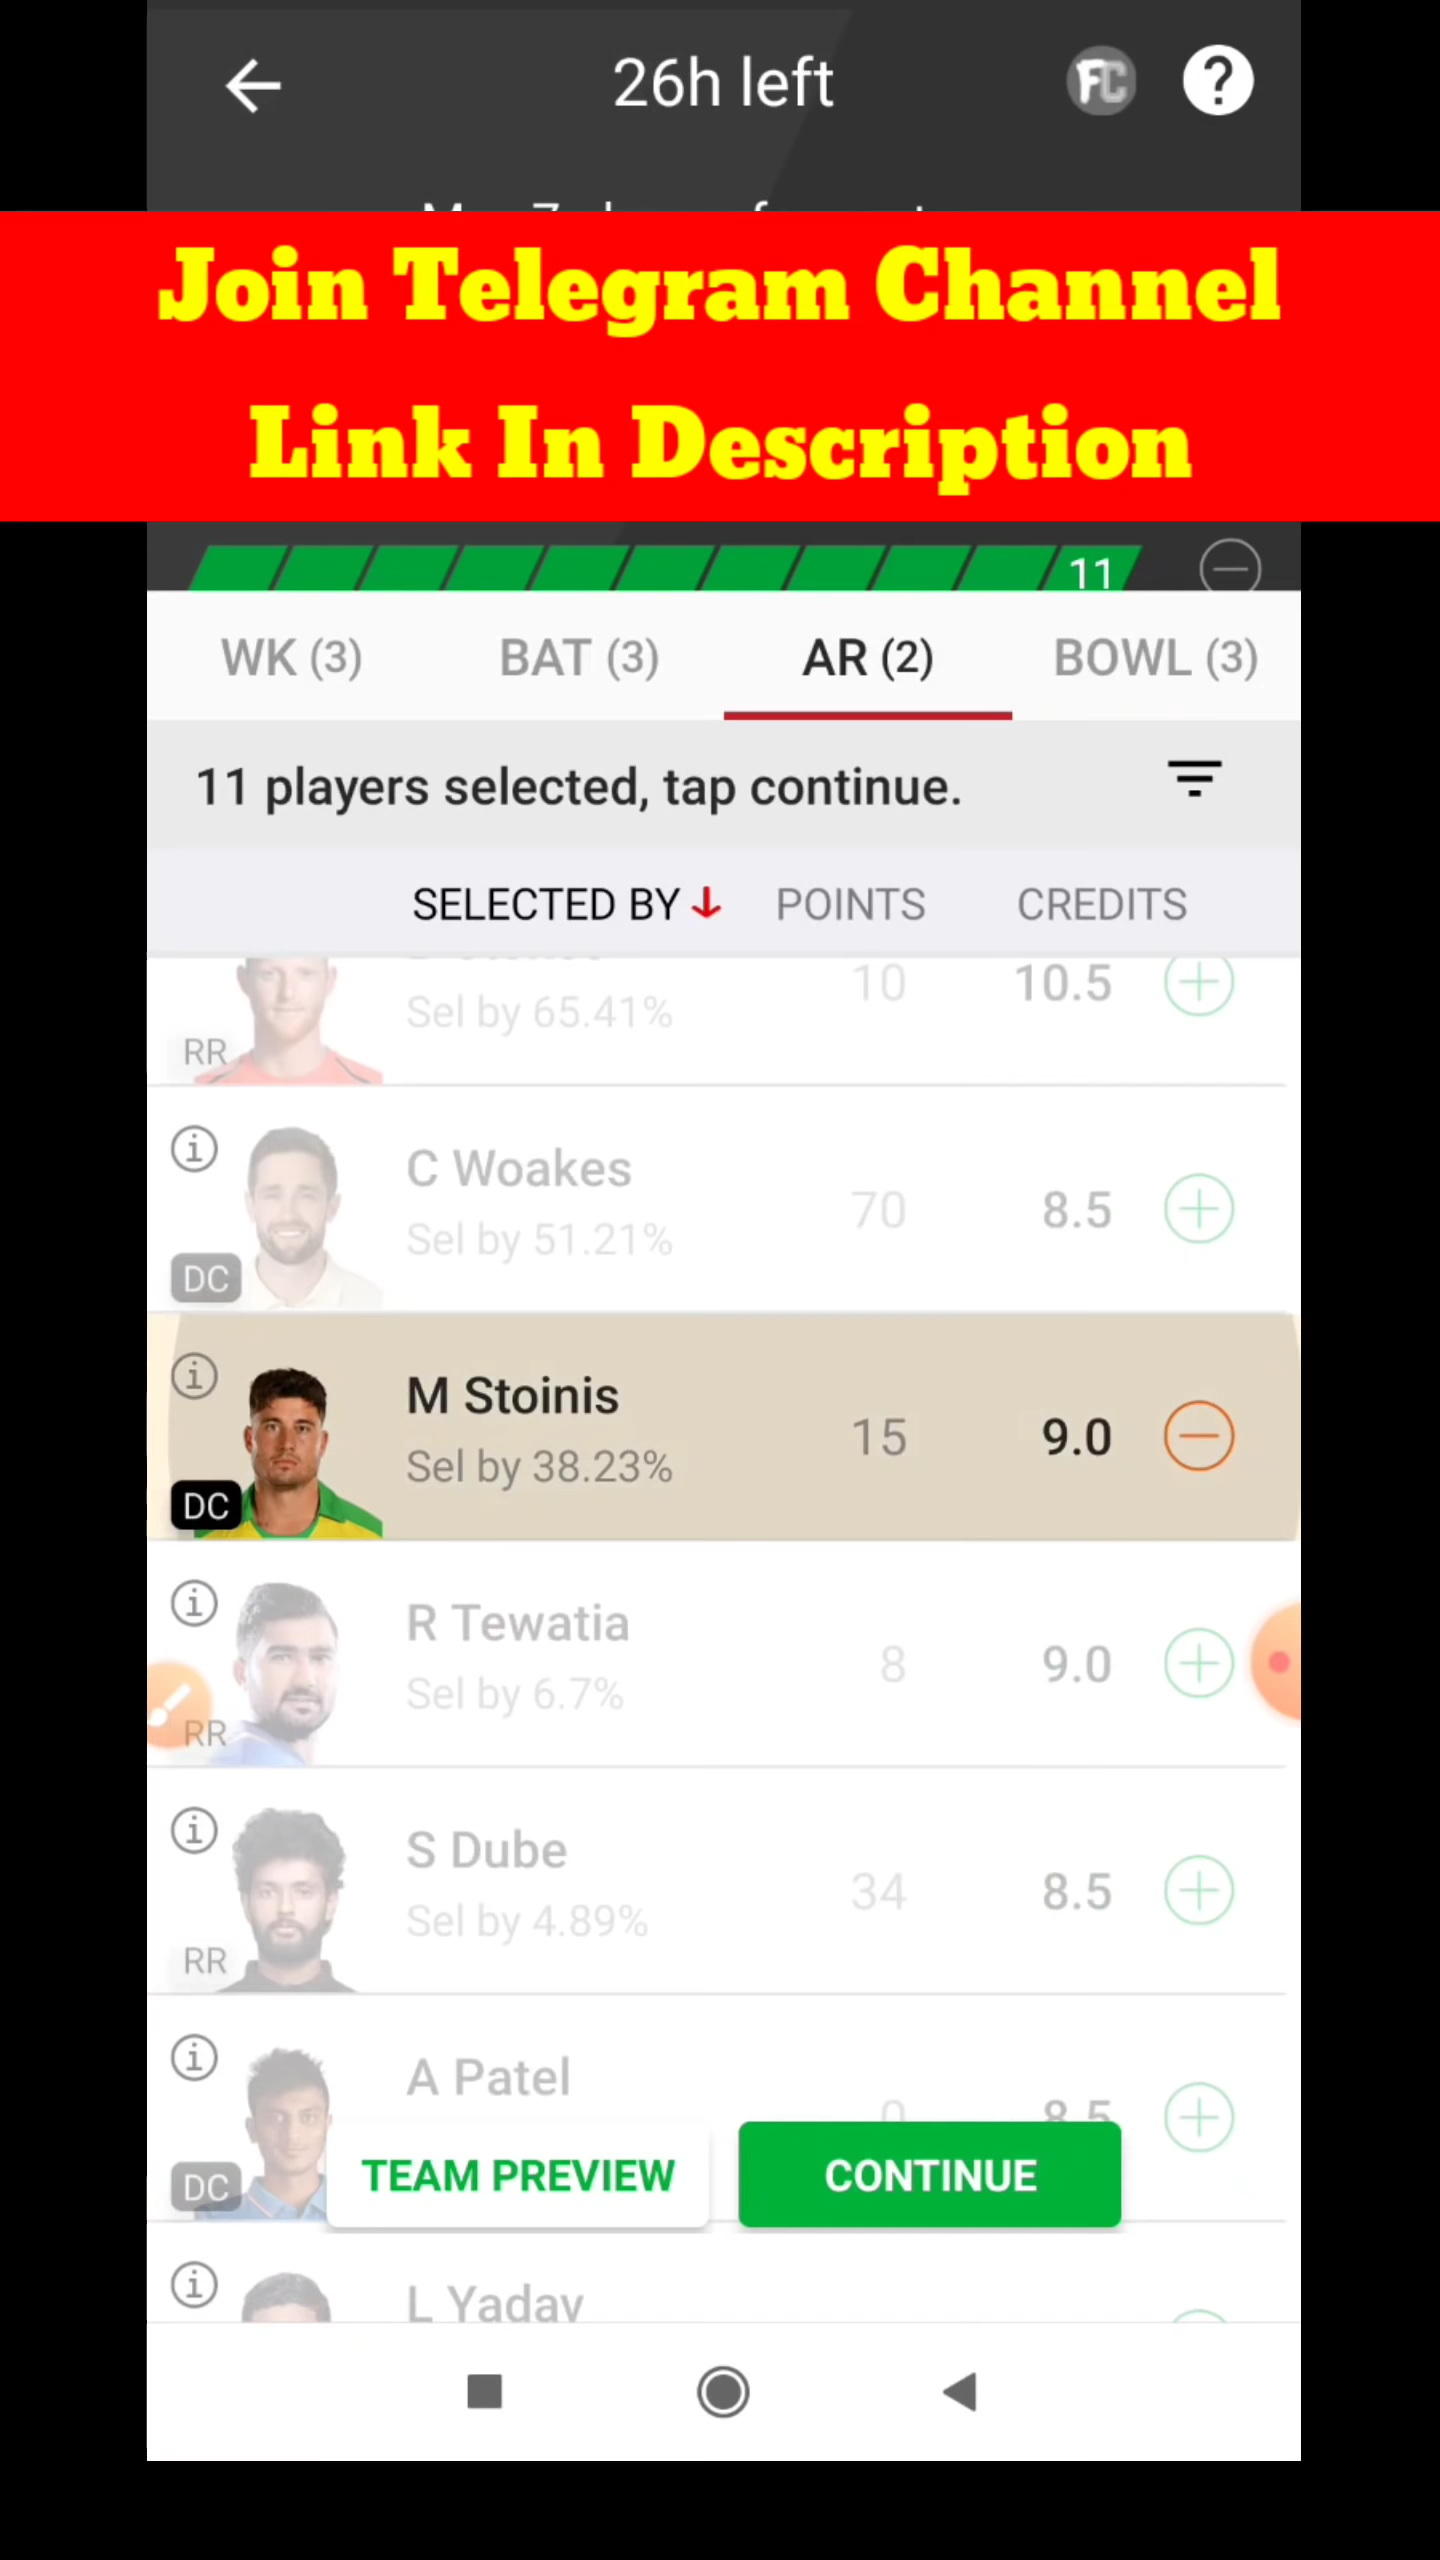 26h left
FC
?
Join Telegram Channel
Link In Description
11
WK (3) BAT (3) AR (2) BOWL (3)
11 players selected, tap continue.
SELECTED BY POINTS CREDITS
10 10.5
Sel by 65.41%
RR
C Woakes
70 8.5
Sel by 51.21%
DC
M Stoinis
15 9.0
Sel by 38.23%
DC
R Tewatia
8 9.0
Sel by 6.7%
RR
S Dube
34 8.5
Sel by 4.89%
RR
A Patel
0 8.5
DC
TEAM PREVIEW CONTINUE
L Yadav